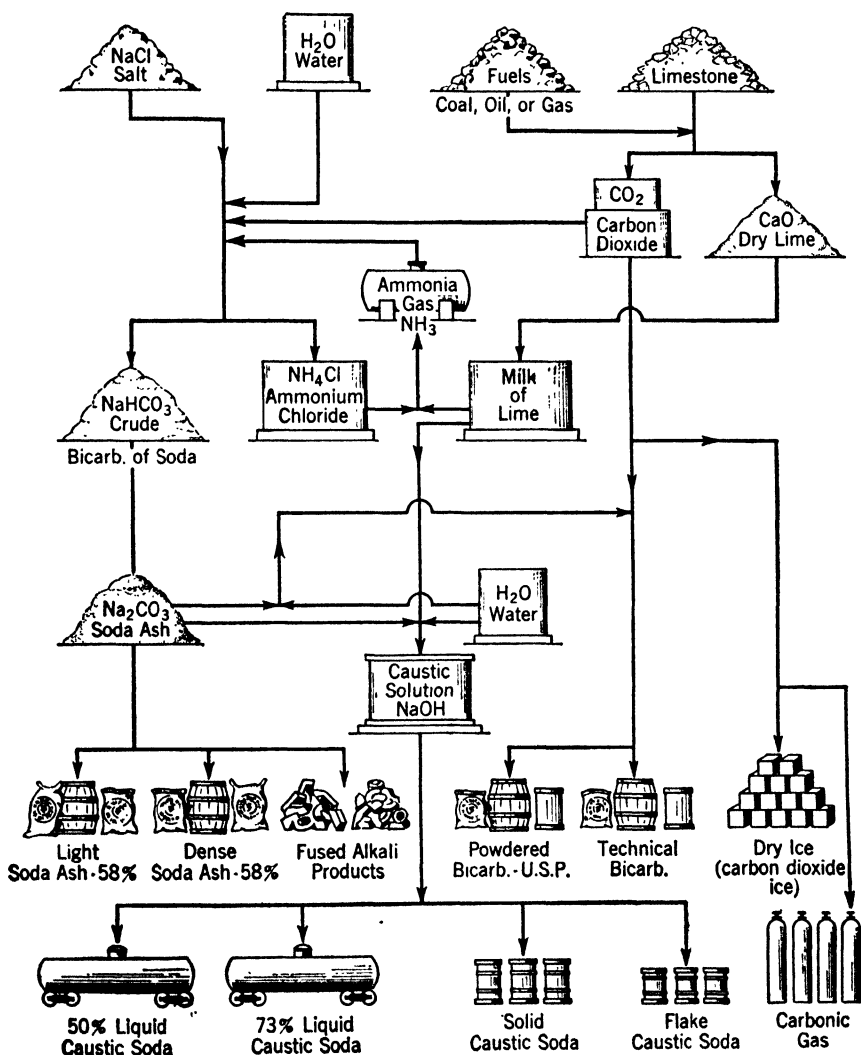 NaCl
Salt
H₂O
Water
Fuels
Coal, Oil, or Gas
Limestone
CO₂
Carbon
Dioxide
CaO
Dry Lime
Ammonia
Gas
NH₃
NaHCO₃
Crude
Bicarb. of Soda
NH₄Cl
Ammonium
Chloride
Milk
of
Lime
Na₂CO₃
Soda Ash
H₂O
Water
Caustic
Solution
NaOH
Light
Soda Ash-58%
Dense
Soda Ash-58%
Fused Alkali
Products
Powdered
Bicarb.-U.S.P.
Technical
Bicarb.
Dry Ice
(carbon dioxide
ice)
50% Liquid
Caustic Soda
73% Liquid
Caustic Soda
Solid
Caustic Soda
Flake
Caustic Soda
Carbonic
Gas